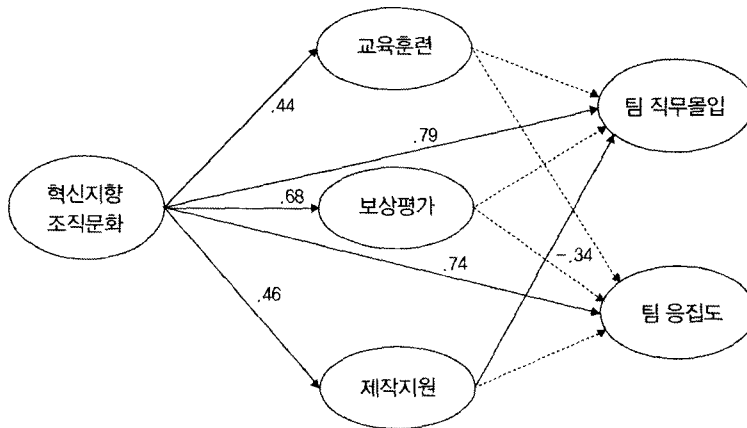 교육훈련
팀 직무몰입
.44
.79
혁신지향
조직문화
.68
보상평가
.74
-.34
.46
팀 응집도
제작지원